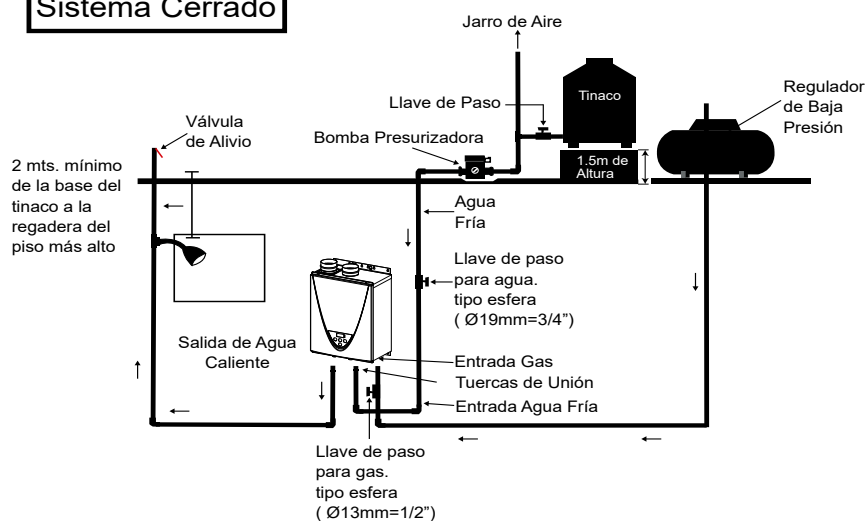 Sistema Cerrado
Jarro de Aire
Tinaco
Regulador
de Baja
Presión
Llave de Paso
Válvula
de Alivio
Bomba Presurizadora
1.5m de
Altura
2 mts. mínimo
de la base del
tinaco a la
regadera del
piso más alto
Agua
Fría
Llave de paso
para agua.
tipo esfera
( Ø19mm=3/4”)
Salida de Agua
Caliente
Entrada Gas
Tuercas de Unión
Entrada Agua Fría
Llave de paso
para gas.
tipo esfera
( Ø13mm=1/2”)